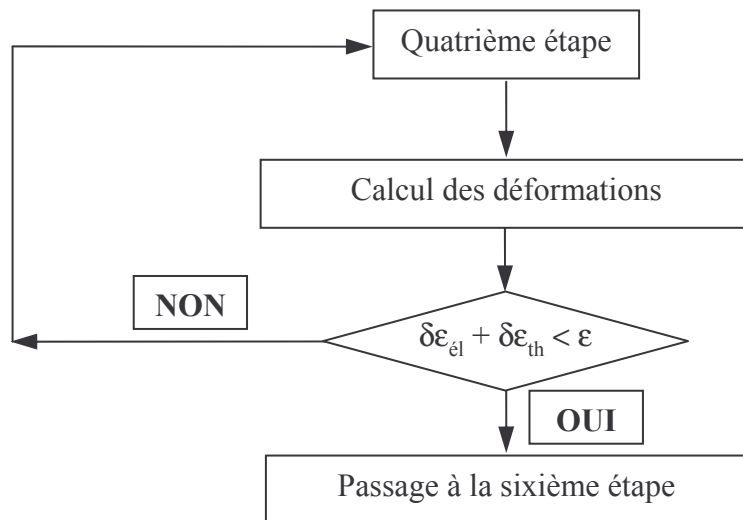 Quatrième étape
Calcul des déformations
NON
δε_él + δε_th < ε
OUI
Passage à la sixième étape